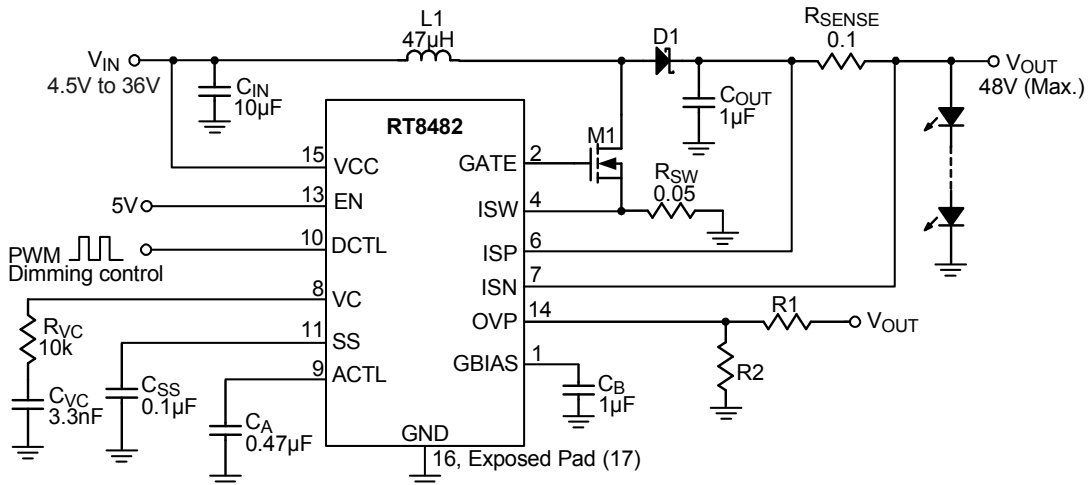 L1
47µH
D1
RSENSE
0.1
VIN
4.5V to 36V
CIN
10µF
COUT
1µF
VOUT
48V (Max.)
RT8482
M1
15
VCC
GATE
2
RSW
0.05
13
EN
5V
ISW
4
10
DCTL
PWM
Dimming control
ISP
6
8
VC
ISN
7
OVP
14
R1
VOUT
RVC
10k
11
SS
GBIAS
1
R2
9
ACTL
CVC
3.3nF
CSS
0.1µF
CA
0.47µF
CB
1µF
GND
16, Exposed Pad (17)